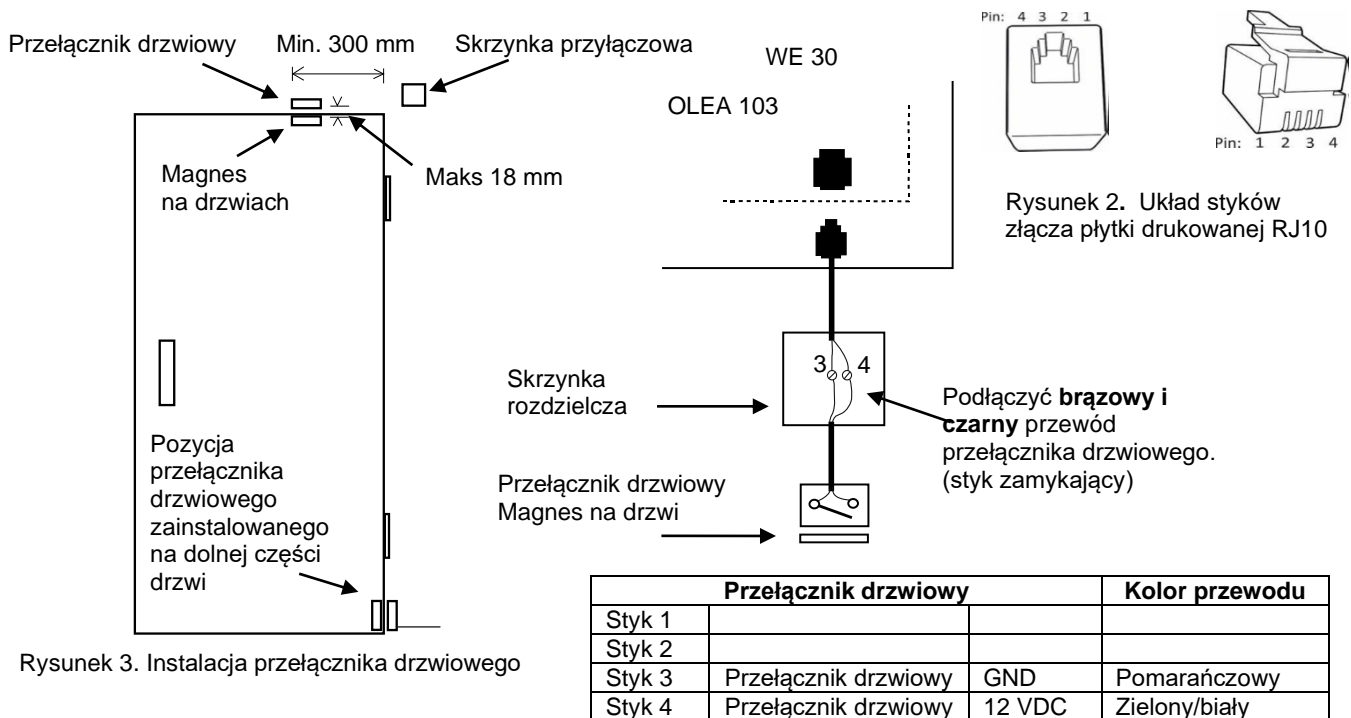 Przełącznik drzwiowy
Min. 300 mm
Skrzynka przyłączowa
Magnes
na drzwiach
Maks 18 mm
Pozycja
przełącznika
drzwiowego
zainstalowanego
na dolnej części
drzwi
Rysunek 3. Instalacja przełącznika drzwiowego
WE 30
OLEA 103
Skrzynka
rozdzielcza
3 4
Podłączyć brązowy i
czarny przewód
przełącznika drzwiowego.
(styk zamykający)
Przełącznik drzwiowy
Magnes na drzwi
Pin: 4 3 2 1
Pin: 1 2 3 4
Rysunek 2. Układ styków
złącza płytki drukowanej RJ10
Przełącznik drzwiowy Kolor przewodu
Styk 1
Styk 2
Styk 3 Przełącznik drzwiowy GND Pomarańczowy
Styk 4 Przełącznik drzwiowy 12 VDC Zielony/biały